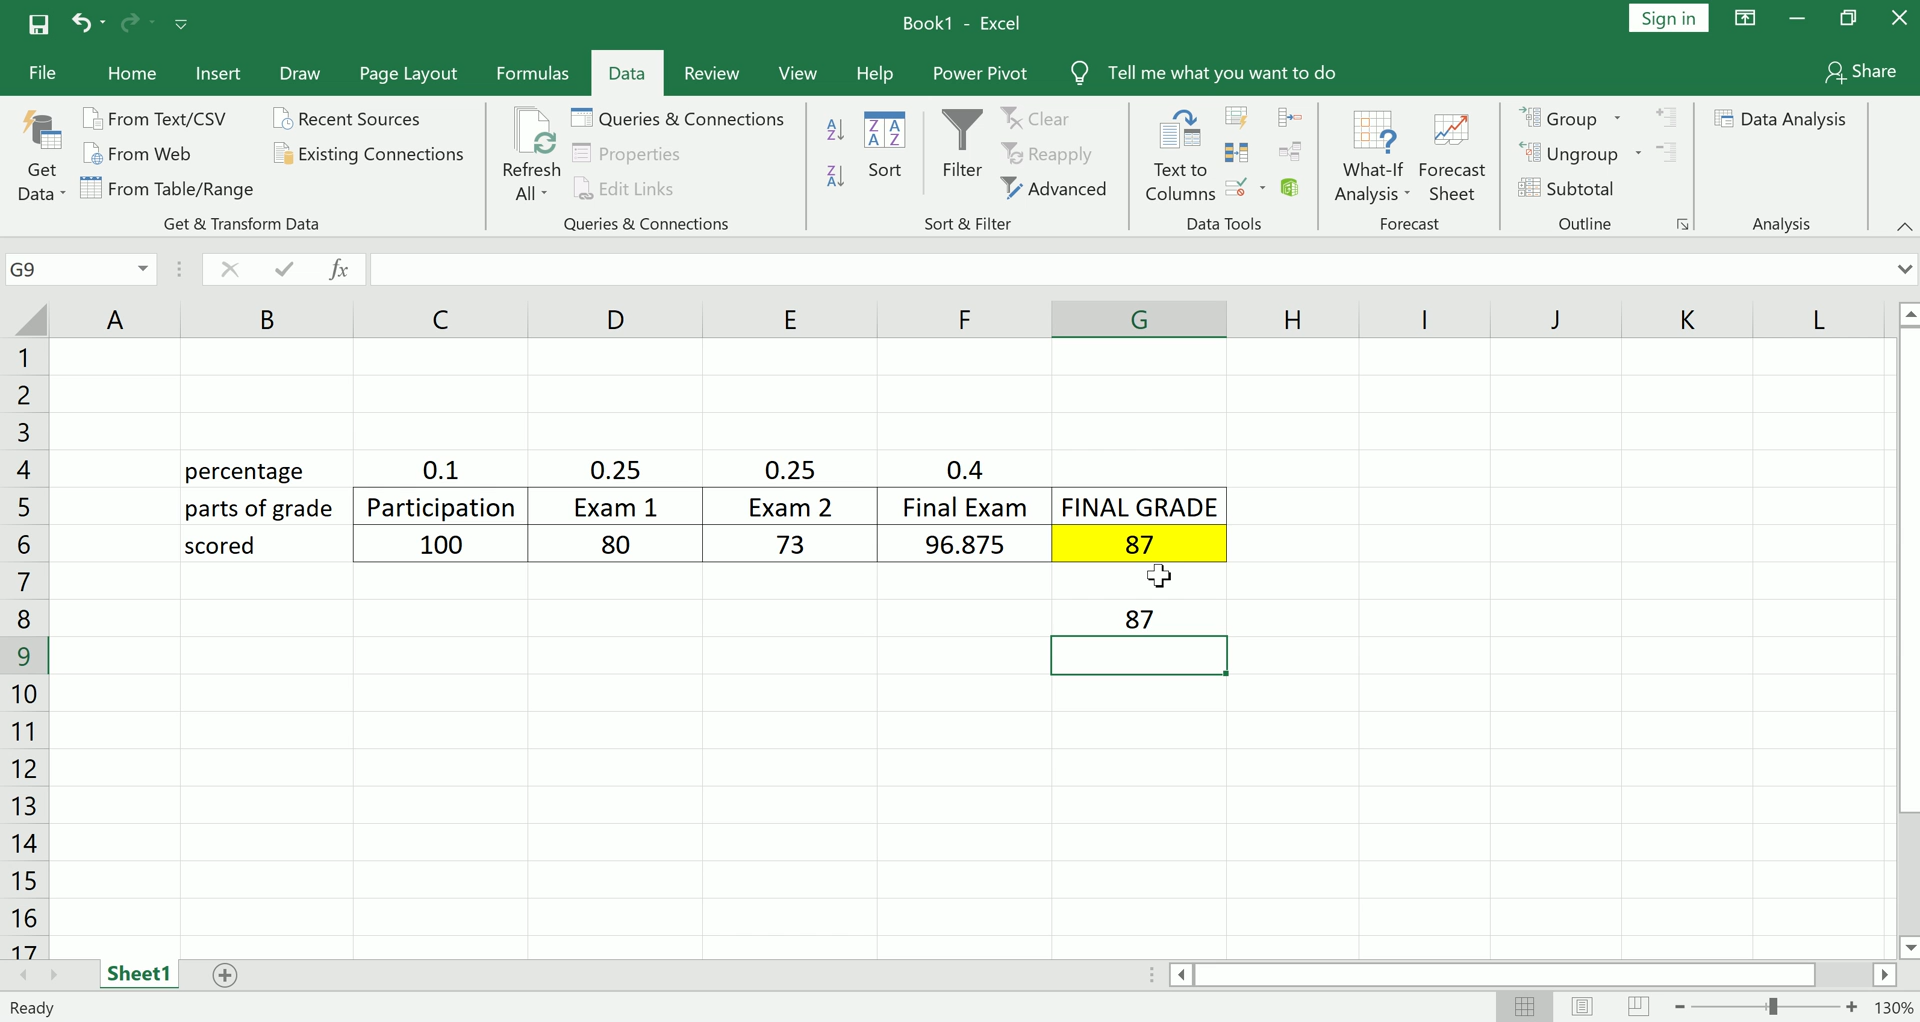 Book1 - Excel
Sign in
File Home Insert Draw Page Layout Formulas Data Review View Help Power Pivot Tell me what you want to do Share
Get Data
From Text/CSV
From Web
From Table/Range
Recent Sources
Existing Connections
Get & Transform Data
Refresh All
Queries & Connections
Properties
Edit Links
Queries & Connections
A Z
Z A
Z A A Z
Sort
Filter
Clear
Reapply
Advanced
Sort & Filter
Text to Columns
Data Tools
What-If Analysis
Forecast Sheet
Forecast
Group
Ungroup
Subtotal
Outline
Data Analysis
Analysis
G9 fx
A B C D E F G H I J K L
1
2
3
4 percentage 0.1 0.25 0.25 0.4
5 parts of grade Participation Exam 1 Exam 2 Final Exam FINAL GRADE
6 scored 100 80 73 96.875 87
7
8 87
9
10
11
12
13
14
15
16
17
Sheet1
Ready 130%